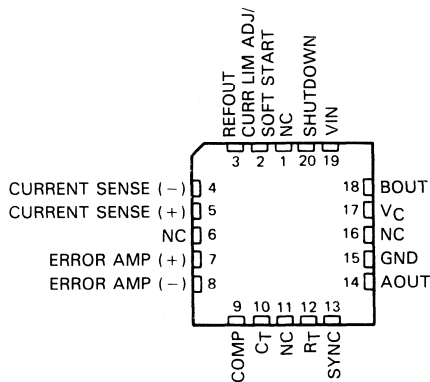 REFOUT
CURR LIM ADJ/
SOFT START
NC
SHUTDOWN
VIN
3 2 1 20 19
CURRENT SENSE (−) 4
CURRENT SENSE (+) 5
NC 6
ERROR AMP (+) 7
ERROR AMP (−) 8
18 BOUT
17 VC
16 NC
15 GND
14 AOUT
9 10 11 12 13
COMP
CT
NC
RT
SYNC